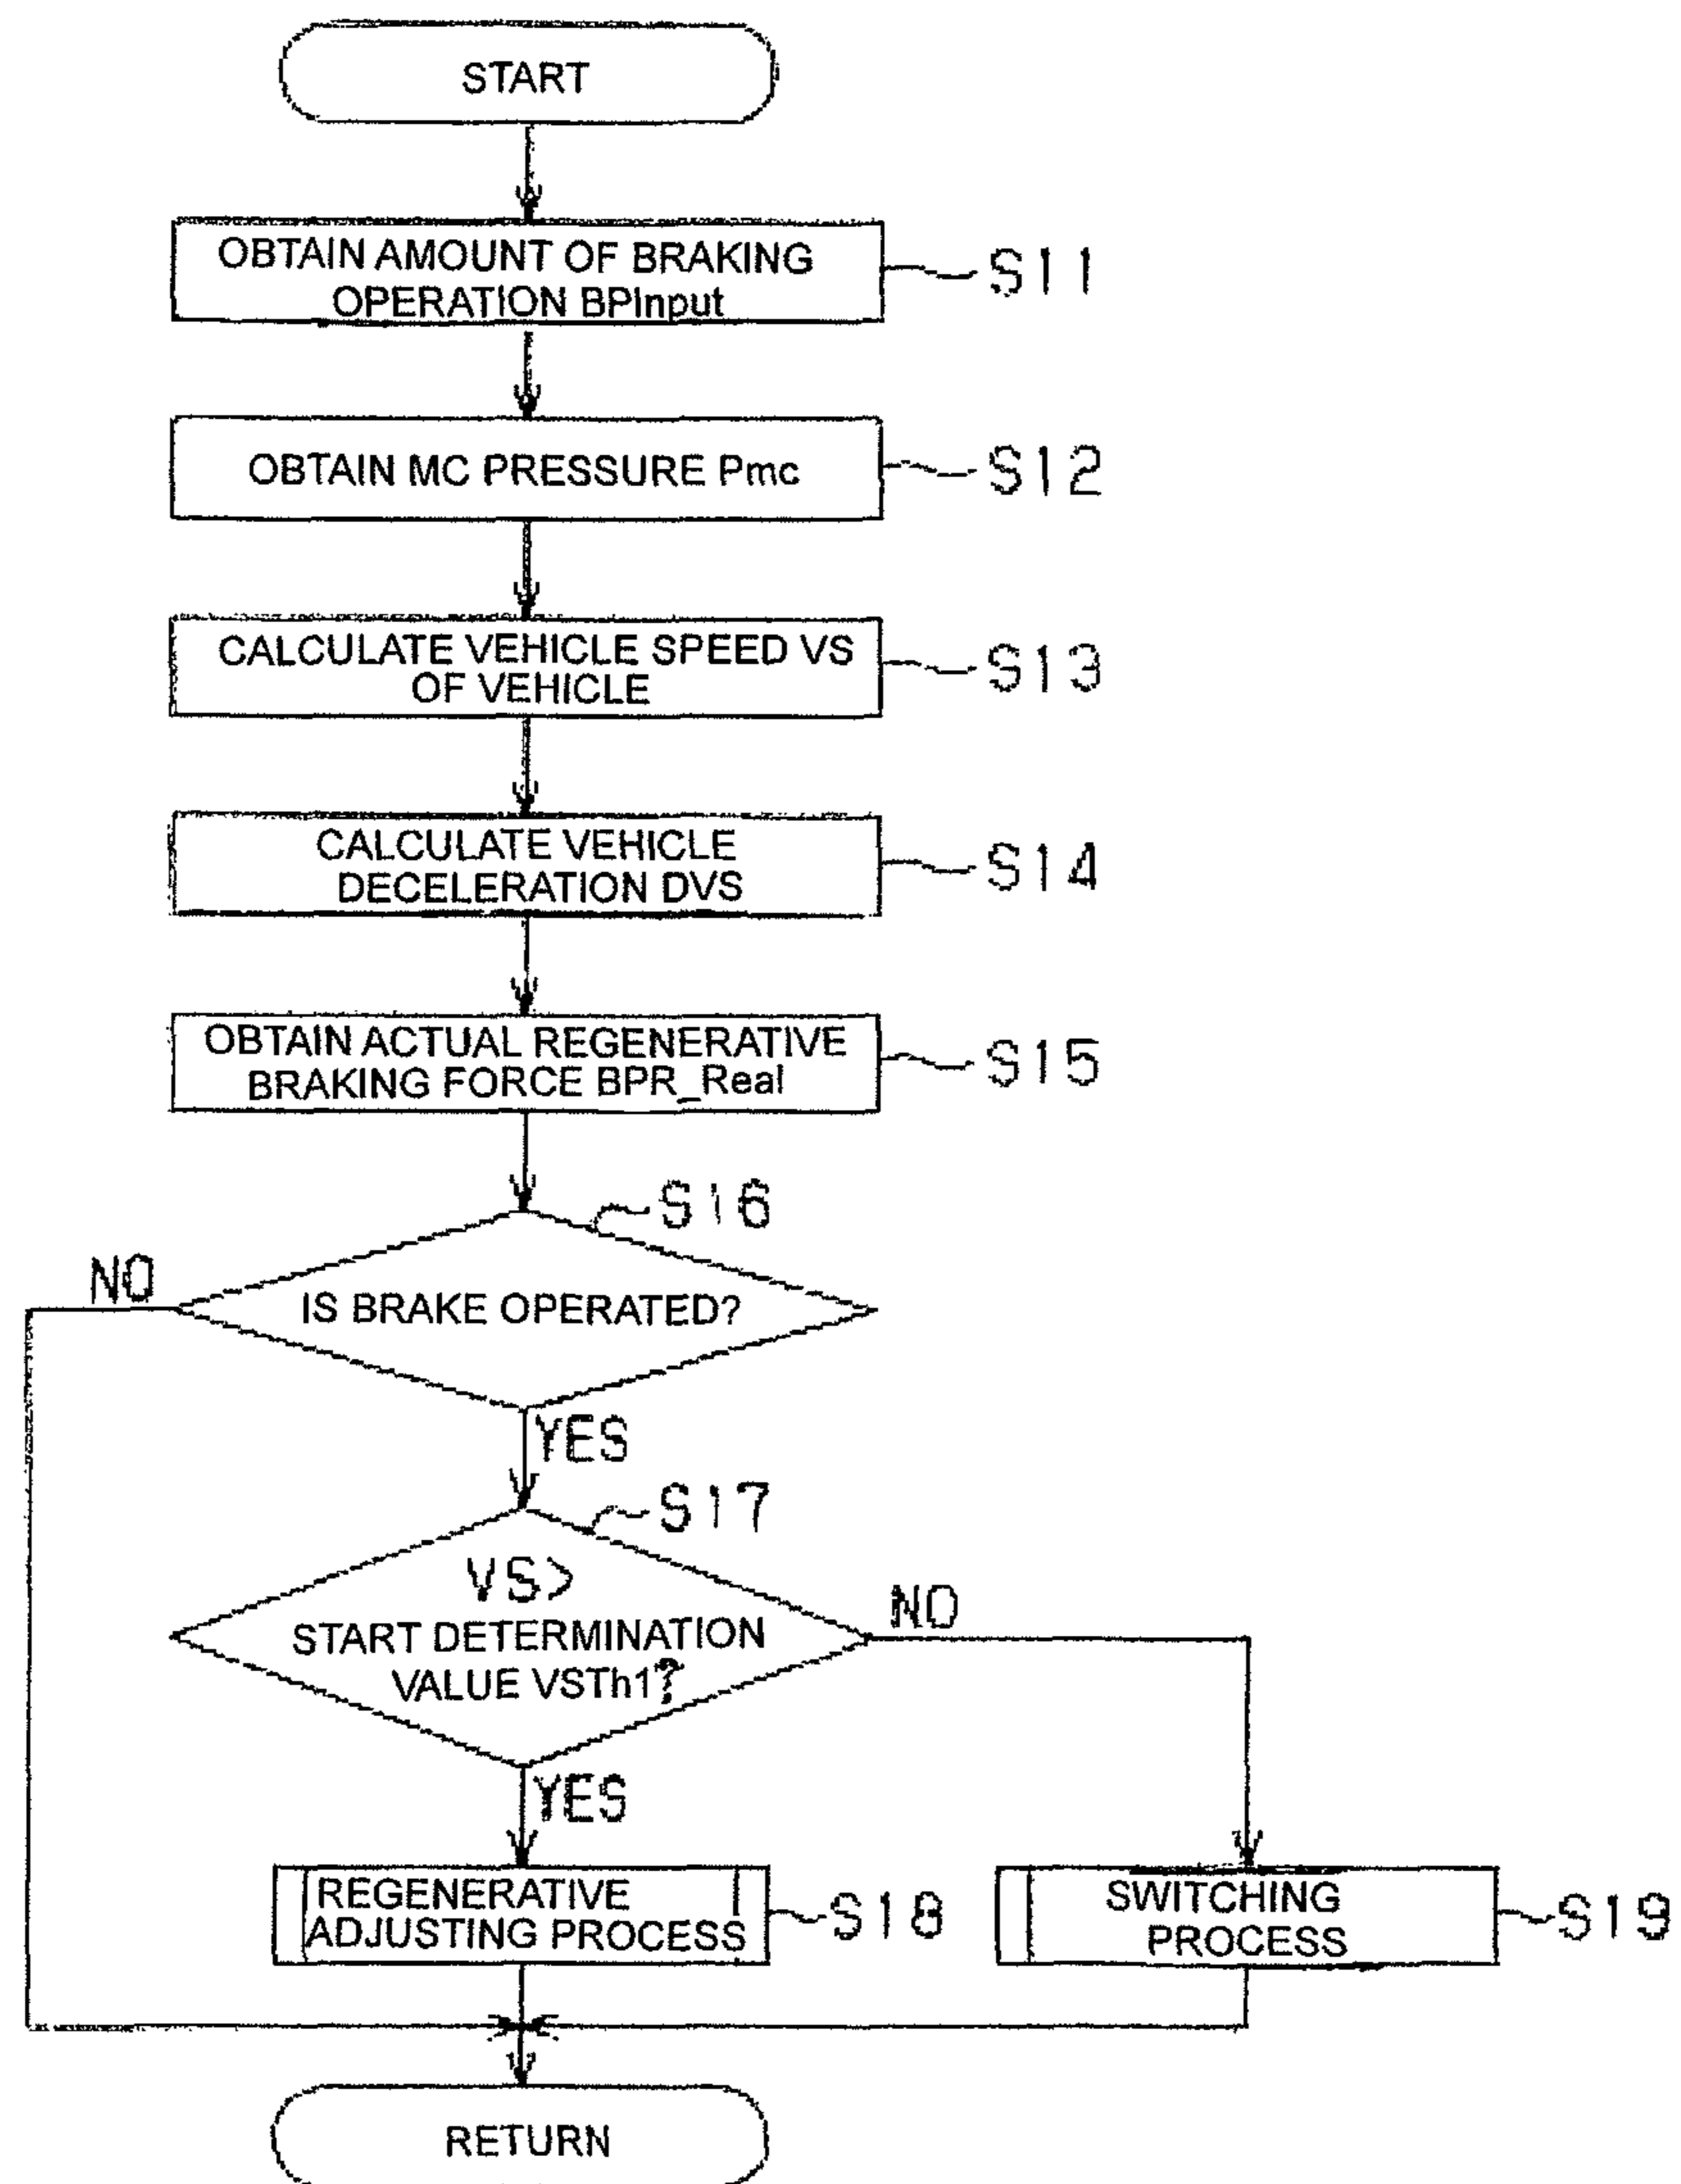 START
OBTAIN AMOUNT OF BRAKING
OPERATION BPInput
S11
OBTAIN MC PRESSURE Pmc
S12
CALCULATE VEHICLE SPEED VS
OF VEHICLE
S13
CALCULATE VEHICLE
DECELERATION DVS
S14
OBTAIN ACTUAL REGENERATIVE
BRAKING FORCE BPR_Real
S15
S16
NO
IS BRAKE OPERATED?
YES
S17
VS>
START DETERMINATION
VALUE VSTh1?
NO
YES
REGENERATIVE
ADJUSTING PROCESS
S18
SWITCHING
PROCESS
S19
RETURN